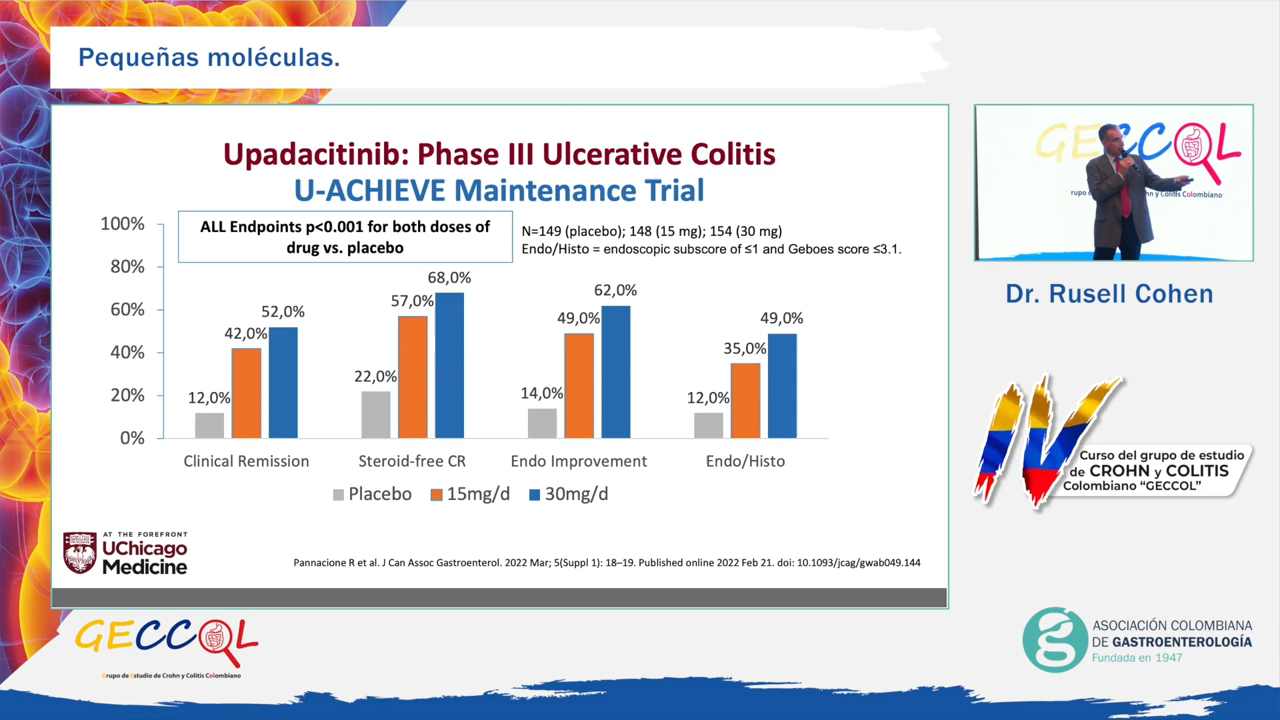 Pequeñas moléculas.
Upadacitinib: Phase III Ulcerative Colitis
U-ACHIEVE Maintenance Trial
ALL Endpoints p<0.001 for both doses of
drug vs. placebo
N=149 (placebo); 148 (15 mg); 154 (30 mg)
Endo/Histo = endoscopic subscore of ≤1 and Geboes score ≤3.1.
100%
80%
60%
40%
20%
0%
12,0%
42,0%
52,0%
22,0%
57,0%
68,0%
14,0%
49,0%
62,0%
12,0%
35,0%
49,0%
Clinical Remission
Steroid-free CR
Endo Improvement
Endo/Histo
Placebo
15mg/d
30mg/d
AT THE FOREFRONT
UChicago
Medicine
Pannacione R et al. J Can Assoc Gastroenterol. 2022 Mar; 5(Suppl 1): 18–19. Published online 2022 Feb 21. doi: 10.1093/jcag/gwab049.144
GECCOL
Grupo de Estudio de Crohn y Colitis Colombiano
GECCOL
rupo de
ohn y Colitis Colombiano
Dr. Rusell Cohen
IV
Curso del grupo de estudio
de CROHN y COLITIS
Colombiano “GECCOL”
ASOCIACIÓN COLOMBIANA
DE GASTROENTEROLOGÍA
Fundada en 1947